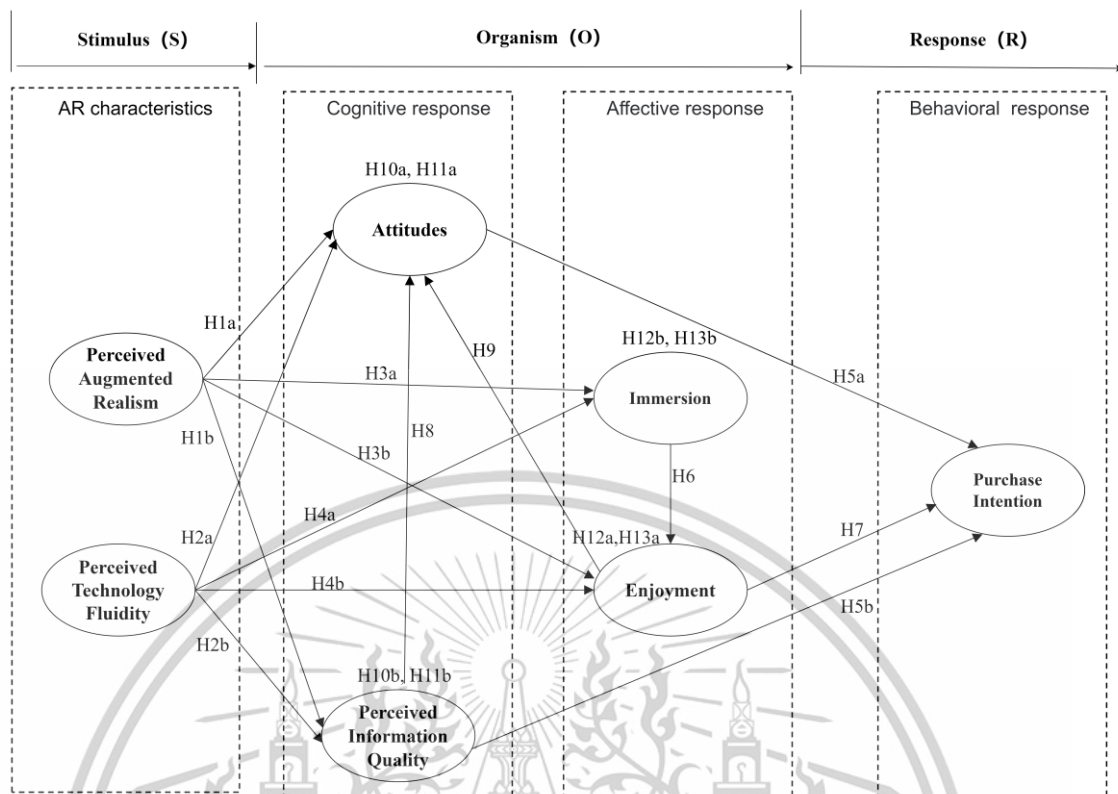 Stimulus (S)
Organism (O)
Response (R)
AR characteristics
Cognitive response
Affective response
Behavioral response
H10a, H11a
Attitudes
H1a
H9
H12b, H13b
Perceived
Augmented
Realism
H3a
Immersion
H5a
H1b
H8
H3b
H6
Purchase
Intention
H4a
H2a
H12a,H13a
H7
Perceived
Technology
Fluidity
H4b
Enjoyment
H5b
H2b
H10b, H11b
Perceived
Information
Quality